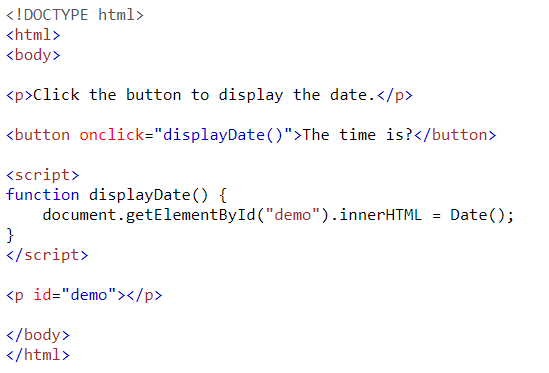 <!DOCTYPE html>
<html>
<body>
<p>Click the button to display the date.</p>
<button onclick="displayDate()">The time is?</button>
<script>
function displayDate() {
    document.getElementById("demo").innerHTML = Date();
}
</script>
<p id="demo"></p>
</body>
</html>